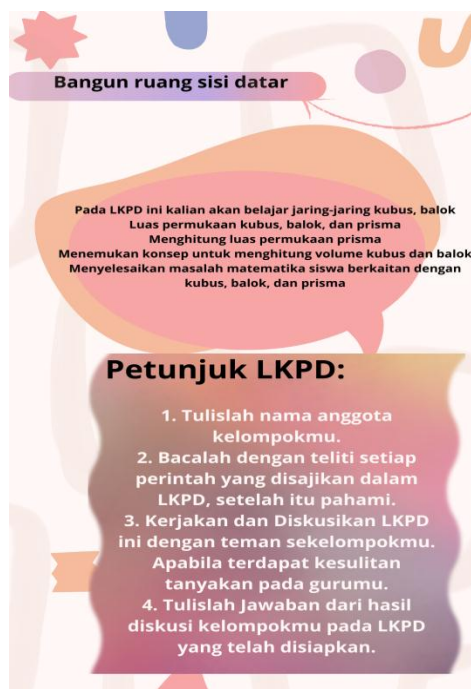 Bangun ruang sisi datar
Pada LKPD ini kalian akan belajar jaring-jaring kubus, balok
Luas permukaan kubus, balok, dan prisma
Menghitung luas permukaan prisma
Menemukan konsep untuk menghitung volume kubus dan balok
Menyelesaikan masalah matematika siswa berkaitan dengan
kubus, balok, dan prisma
Petunjuk LKPD:
1. Tulislah nama anggota
kelompokmu.
2. Bacalah dengan teliti setiap
perintah yang disajikan dalam
LKPD, setelah itu pahami.
3. Kerjakan dan Diskusikan LKPD
ini dengan teman sekelompokmu.
Apabila terdapat kesulitan
tanyakan pada gurumu.
4. Tulislah Jawaban dari hasil
diskusi kelompokmu pada LKPD
yang telah disiapkan.